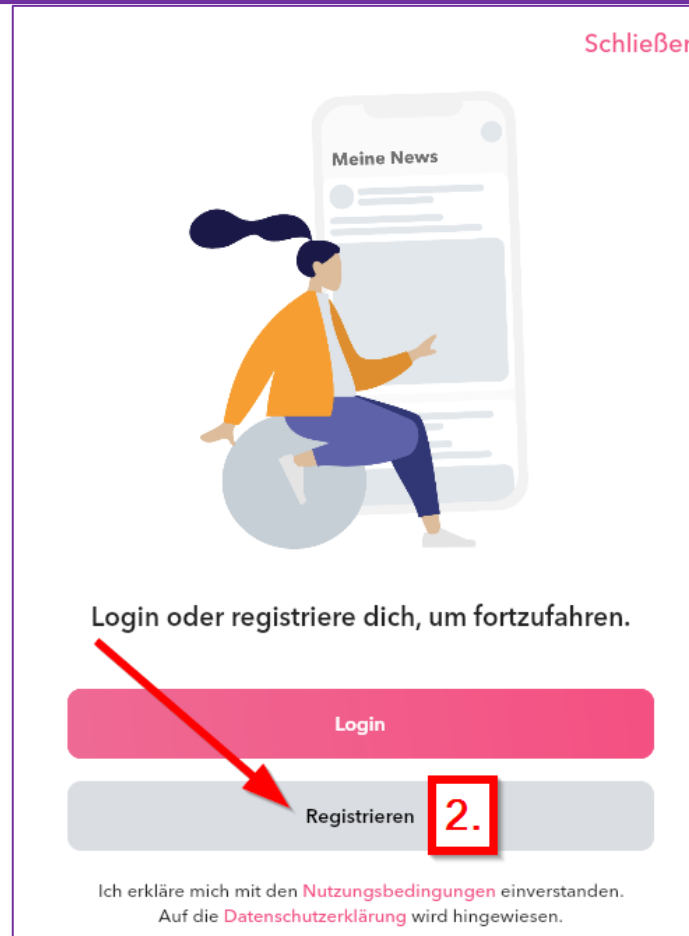 Schließen
Meine News
Login oder registriere dich, um fortzufahren.
Login
Registrieren 2.
Ich erkläre mich mit den Nutzungsbedingungen einverstanden.
Auf die Datenschutzerklärung wird hingewiesen.